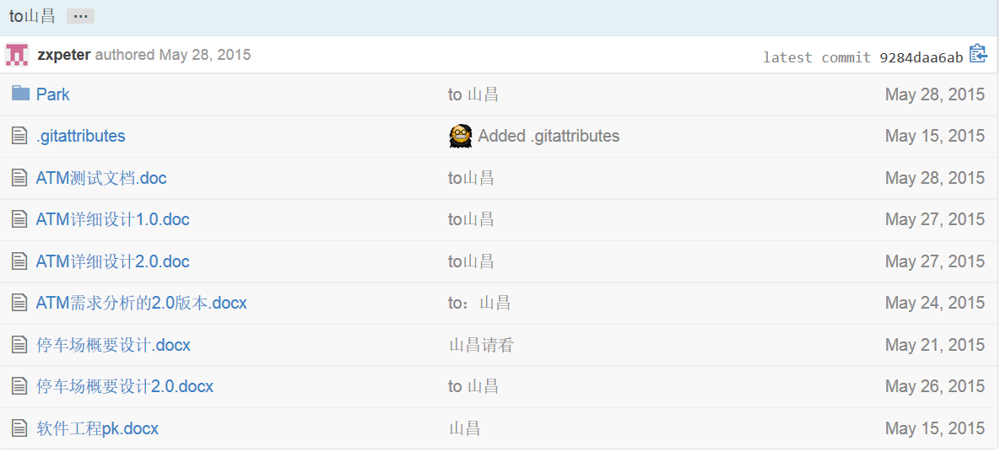 to山昌 ...
zxpeter authored May 28, 2015 latest commit 9284daa6ab
Park to 山昌 May 28, 2015
.gitattributes Added .gitattributes May 15, 2015
ATM测试文档.doc to山昌 May 28, 2015
ATM详细设计1.0.doc to山昌 May 27, 2015
ATM详细设计2.0.doc to山昌 May 27, 2015
ATM需求分析的2.0版本.docx to：山昌 May 24, 2015
停车场概要设计.docx 山昌请看 May 21, 2015
停车场概要设计2.0.docx to 山昌 May 26, 2015
软件工程pk.docx 山昌 May 15, 2015